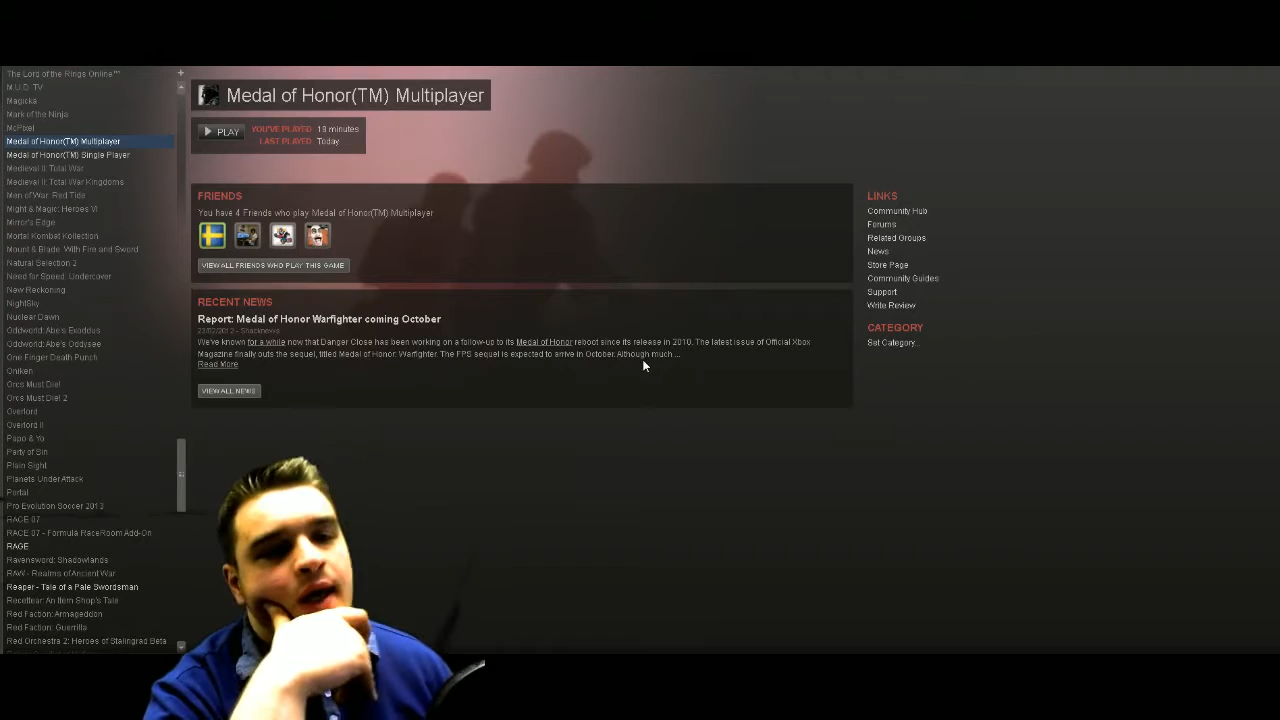 The Lord of the Rings Online™
M.U.D. TV
Magicka
Mark of the Ninja
McPixel
Medal of Honor(TM) Multiplayer
Medal of Honor(TM) Single Player
Medieval II: Total War
Medieval II: Total War Kingdoms
Men of War: Red Tide
Might & Magic: Heroes VI
Mirror's Edge
Mortal Kombat Kollection
Mount & Blade: With Fire and Sword
Natural Selection 2
Need for Speed: Undercover
New Reckoning
NightSky
Nuclear Dawn
Oddworld: Abe's Exoddus
Oddworld: Abe's Oddysee
One Finger Death Punch
Oniken
Orcs Must Die!
Orcs Must Die! 2
Overlord
Overlord II
Papo & Yo
Party of Sin
Plain Sight
Planets Under Attack
Portal
Pro Evolution Soccer 2013
RACE 07
RACE 07 - Formula RaceRoom Add-On
RAGE
Ravensword: Shadowlands
RAW - Realms of Ancient War
Reaper - Tale of a Pale Swordsman
Recettear: An Item Shop's Tale
Red Faction: Armageddon
Red Faction: Guerrilla
Red Orchestra 2: Heroes of Stalingrad Beta
Medal of Honor(TM) Multiplayer
PLAY
YOU'VE PLAYED 19 minutes
LAST PLAYED Today
FRIENDS
You have 4 Friends who play Medal of Honor(TM) Multiplayer
VIEW ALL FRIENDS WHO PLAY THIS GAME
RECENT NEWS
Report: Medal of Honor Warfighter coming October
23/02/2012 - Shacknews
We've known for a while now that Danger Close has been working on a follow-up to its Medal of Honor reboot since its release in 2010. The latest issue of Official Xbox
Magazine finally outs the sequel, titled Medal of Honor: Warfighter. The FPS sequel is expected to arrive in October. Although much ...
Read More
VIEW ALL NEWS
LINKS
Community Hub
Forums
Related Groups
News
Store Page
Community Guides
Support
Write Review
CATEGORY
Set Category...